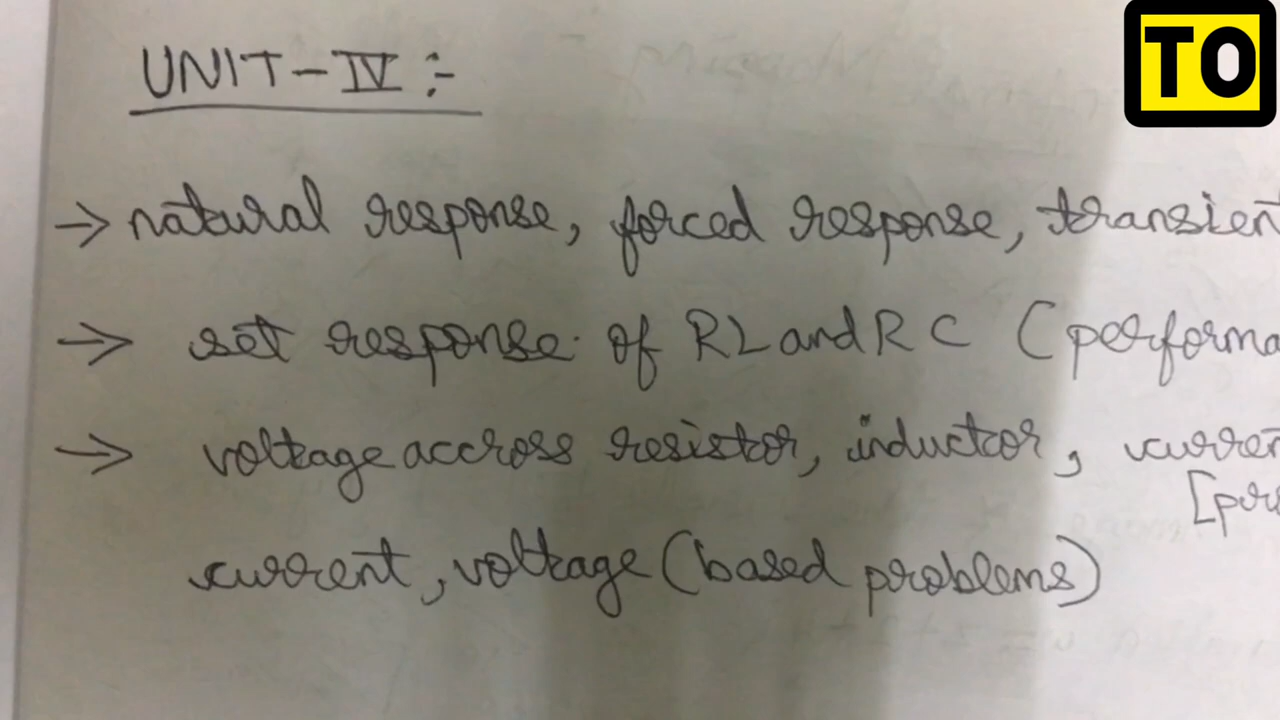 TO
UNIT-IV :-
→ natural response, forced response, transient
→ set response of RL and RC (performa
→ voltage accross resistor, inductor, curren
[pr
current, voltage (based problems)